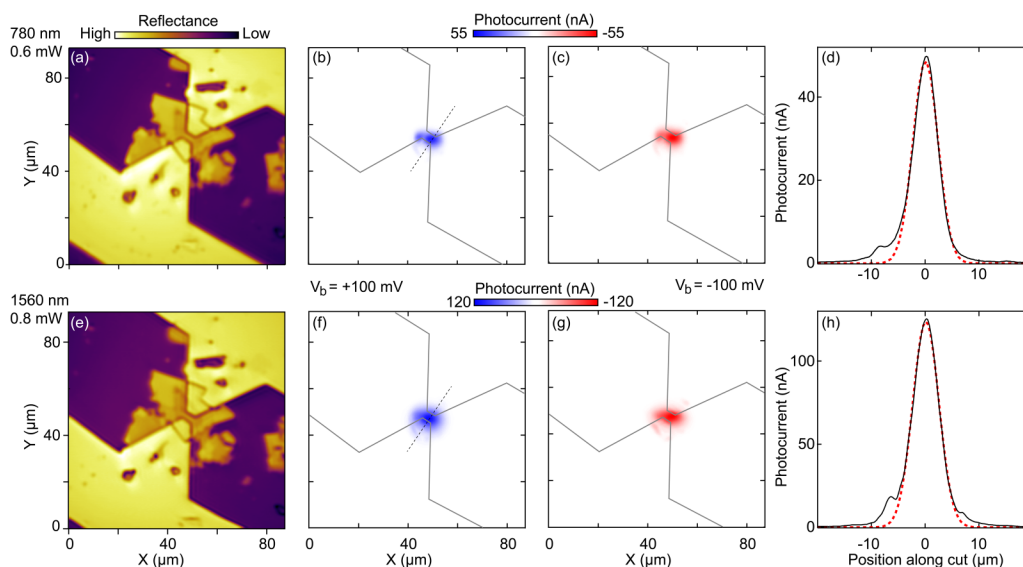 Reflectance
High Low
780 nm
0.6 mW
Photocurrent (nA)
55 -55
(a)
(b)
(c)
(d)
Y (µm)
80
40
0
0 40 80
Photocurrent (nA)
40
20
0
-10 0 10
1560 nm
0.8 mW
V_b = +100 mV
Photocurrent (nA)
120 -120
V_b = -100 mV
(e)
(f)
(g)
(h)
Y (µm)
80
40
0
0 40 80
X (µm)
0 40 80
X (µm)
0 40 80
X (µm)
Photocurrent (nA)
100
50
0
-10 0 10
Position along cut (µm)